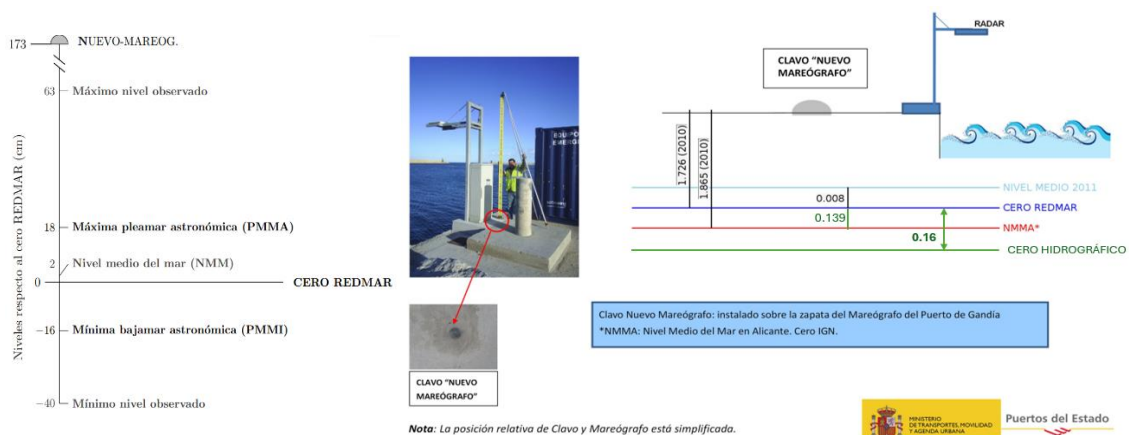 Niveles respecto al cero REDMAR (cm)
173
NUEVO-MAREOG.
63
Máximo nivel observado
18
Máxima pleamar astronómica (PMMA)
2
Nivel medio del mar (NMM)
0
CERO REDMAR
−16
Mínima bajamar astronómica (PMMI)
−40
Mínimo nivel observado
CLAVO "NUEVO
MAREÓGRAFO"
Nota: La posición relativa de Clavo y Mareógrafo está simplificada.
RADAR
CLAVO "NUEVO
MAREÓGRAFO"
1.726 (2010)
1.865 (2010)
NIVEL MEDIO 2011
0.008
CERO REDMAR
0.139
NMMA*
0.16
CERO HIDROGRÁFICO
Clavo Nuevo Mareógrafo: instalado sobre la zapata del Mareógrafo del Puerto de Gandía
*NMMA: Nivel Medio del Mar en Alicante. Cero IGN.
MINISTERIO
DE TRANSPORTES, MOVILIDAD
Y AGENDA URBANA
Puertos del Estado